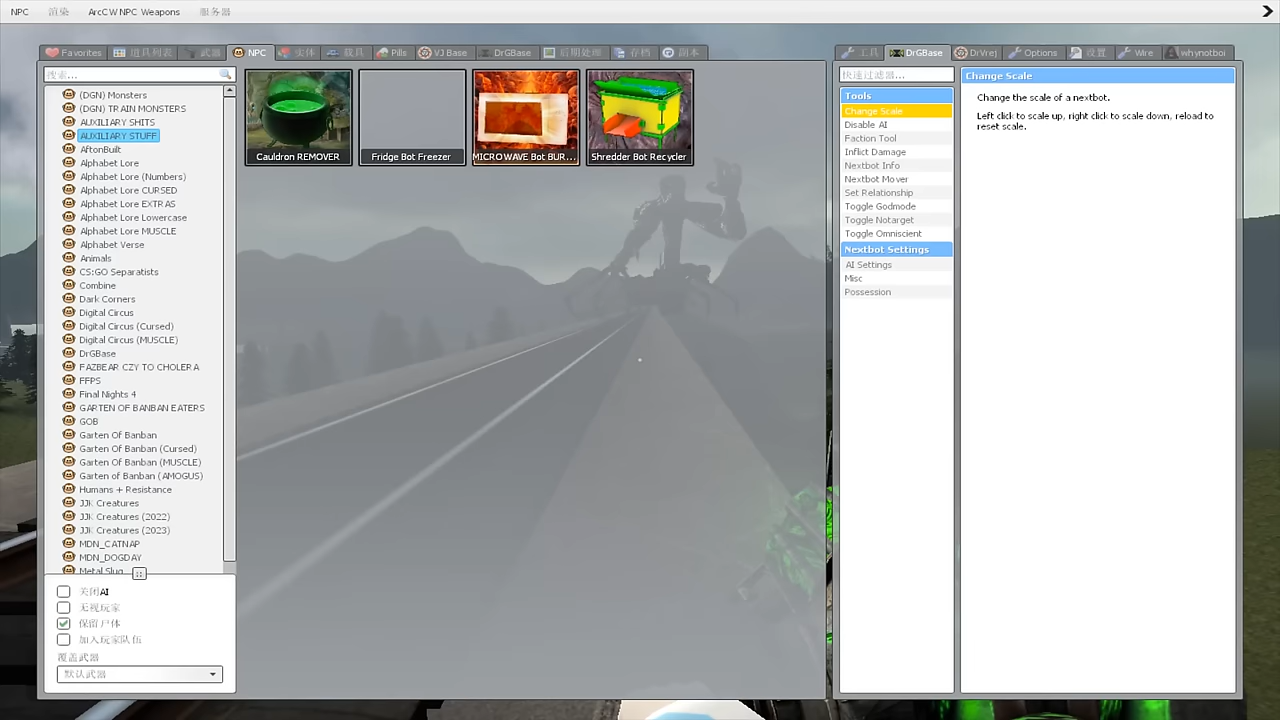 NPC 渲染 ArcCW NPC Weapons 服务器
Favorites 道具列表 武器 NPC 实体 载具 Pills VJ Base DrGBase 后期处理 存档 副本
工具 DrGBase DrVrej Options 设置 Wire whynotboi
搜索...
(DGN) Monsters
(DGN) TRAIN MONSTERS
AUXILIARY SHITS
AUXILIARY STUFF
AftonBuilt
Alphabet Lore
Alphabet Lore (Numbers)
Alphabet Lore CURSED
Alphabet Lore EXTRAS
Alphabet Lore Lowercase
Alphabet Lore MUSCLE
Alphabet Verse
Animals
CS:GO Separatists
Combine
Dark Corners
Digital Circus
Digital Circus (Cursed)
Digital Circus (MUSCLE)
DrGBase
FAZBEAR CZY TO CHOLERA
FFPS
Final Nights 4
GARTEN OF BANBAN EATERS
GOB
Garten Of Banban
Garten Of Banban (Cursed)
Garten Of Banban (MUSCLE)
Garten of Banban (AMOGUS)
Humans + Resistance
JJK Creatures
JJK Creatures (2022)
JJK Creatures (2023)
MDN_CATNAP
MDN_DOGDAY
Metal Slug
关闭AI
无视玩家
保留尸体
加入玩家队伍
覆盖武器
默认武器
Cauldron REMOVER
Fridge Bot Freezer
MICROWAVE Bot BUR...
Shredder Bot Recycler
快速过滤器...
Tools
Change Scale
Disable AI
Faction Tool
Inflict Damage
Nextbot Info
Nextbot Mover
Set Relationship
Toggle Godmode
Toggle Notarget
Toggle Omniscient
Nextbot Settings
AI Settings
Misc
Possession
Change Scale
Change the scale of a nextbot.
Left click to scale up, right click to scale down, reload to
reset scale.